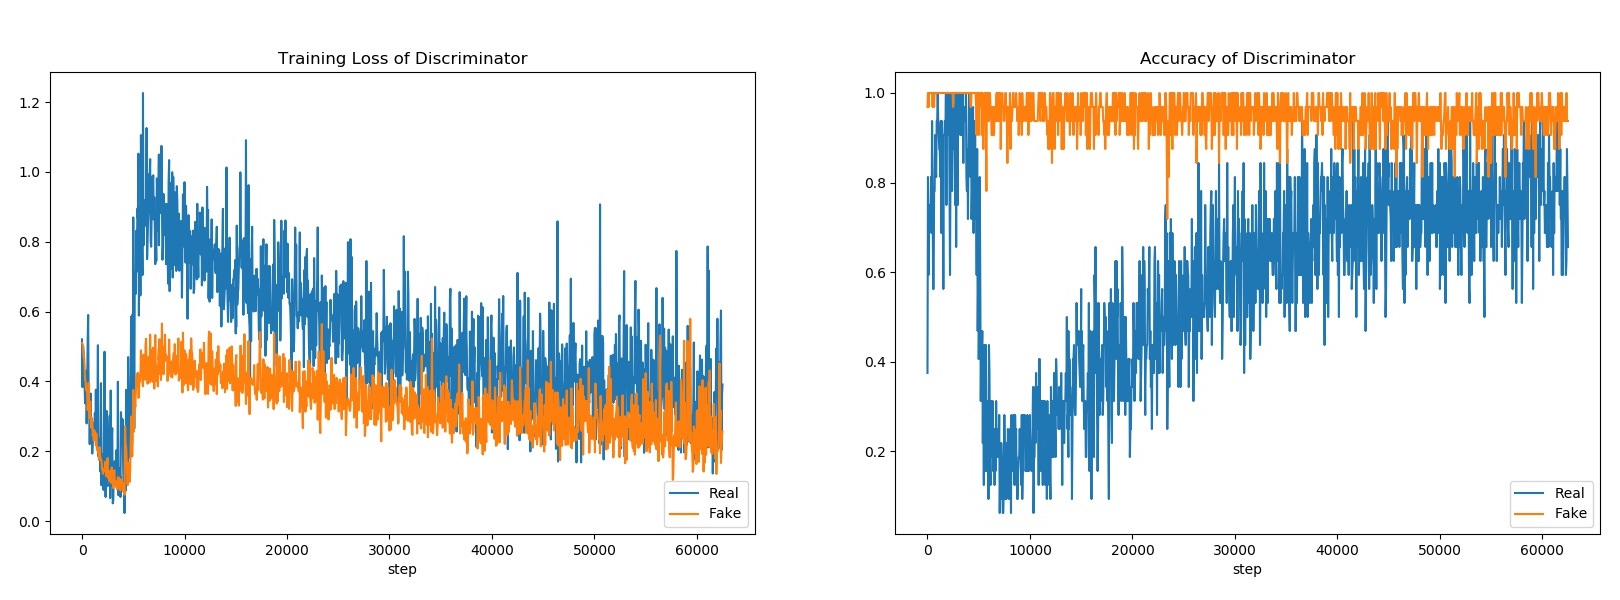 Training Loss of Discriminator
1.2
1.0
0.8
0.6
0.4
0.2
0.0
0 10000 20000 30000 40000 50000 60000
step
Real
Fake
Accuracy of Discriminator
1.0
0.8
0.6
0.4
0.2
0 10000 20000 30000 40000 50000 60000
step
Real
Fake